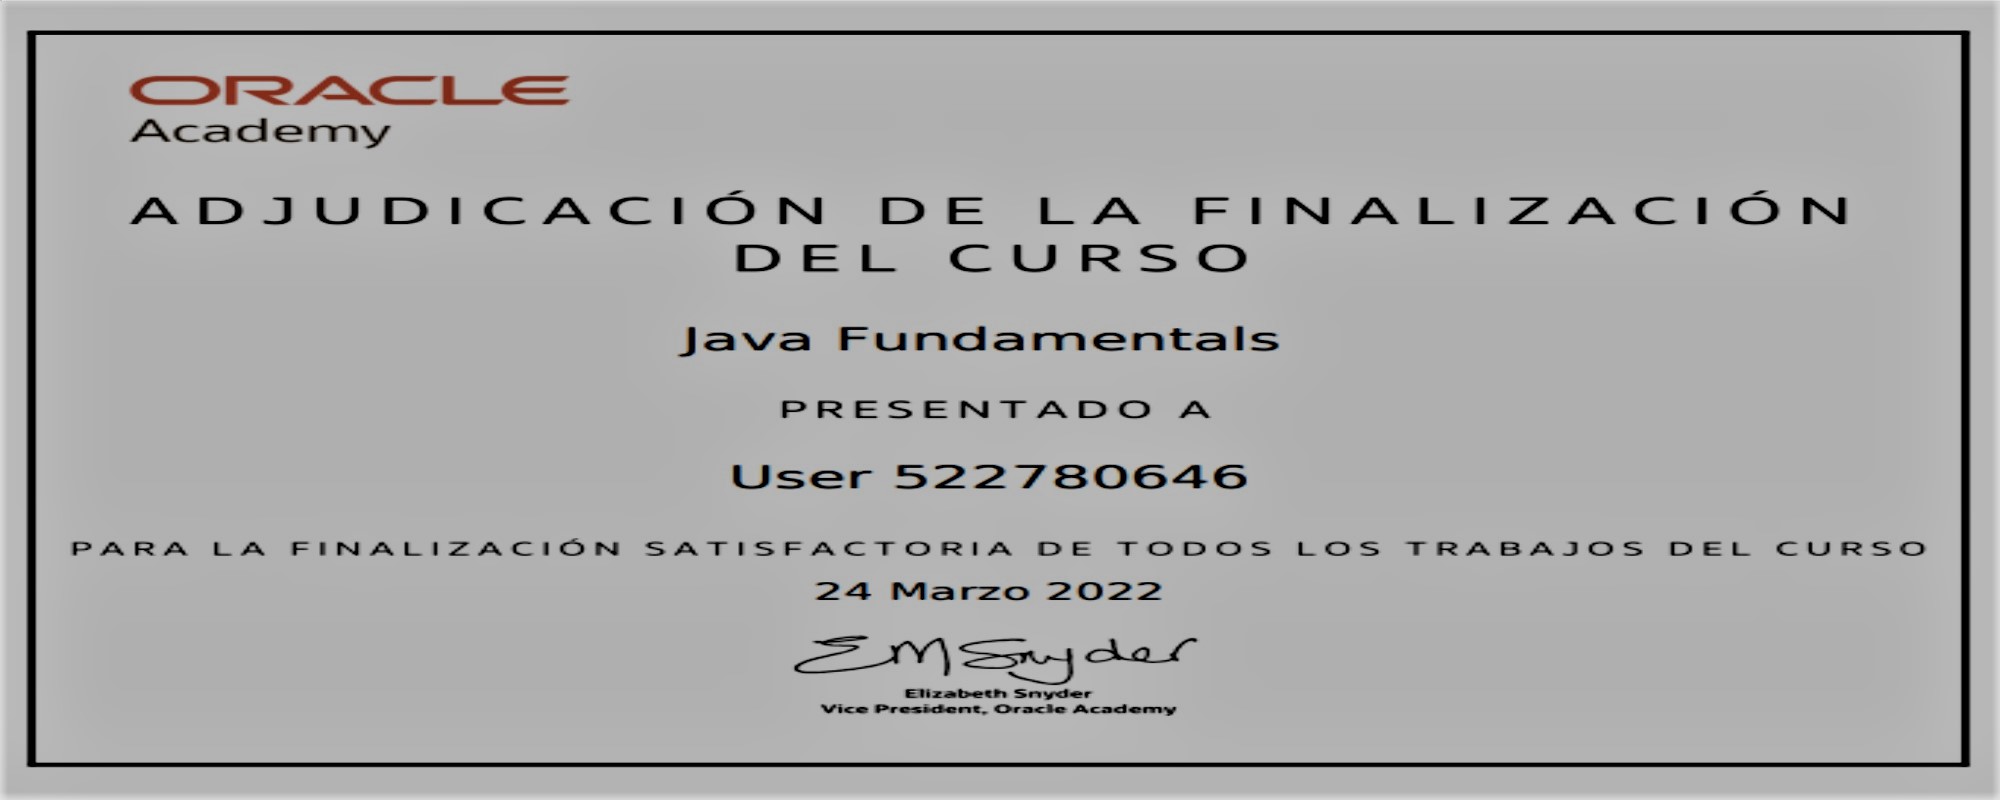 ORACLE
Academy
ADJUDICACIÓN DE LA FINALIZACIÓN
DEL CURSO
Java Fundamentals
PRESENTADO A
User 522780646
PARA LA FINALIZACIÓN SATISFACTORIA DE TODOS LOS TRABAJOS DEL CURSO
24 Marzo 2022
EM Snyder
Elizabeth Snyder
Vice President, Oracle Academy